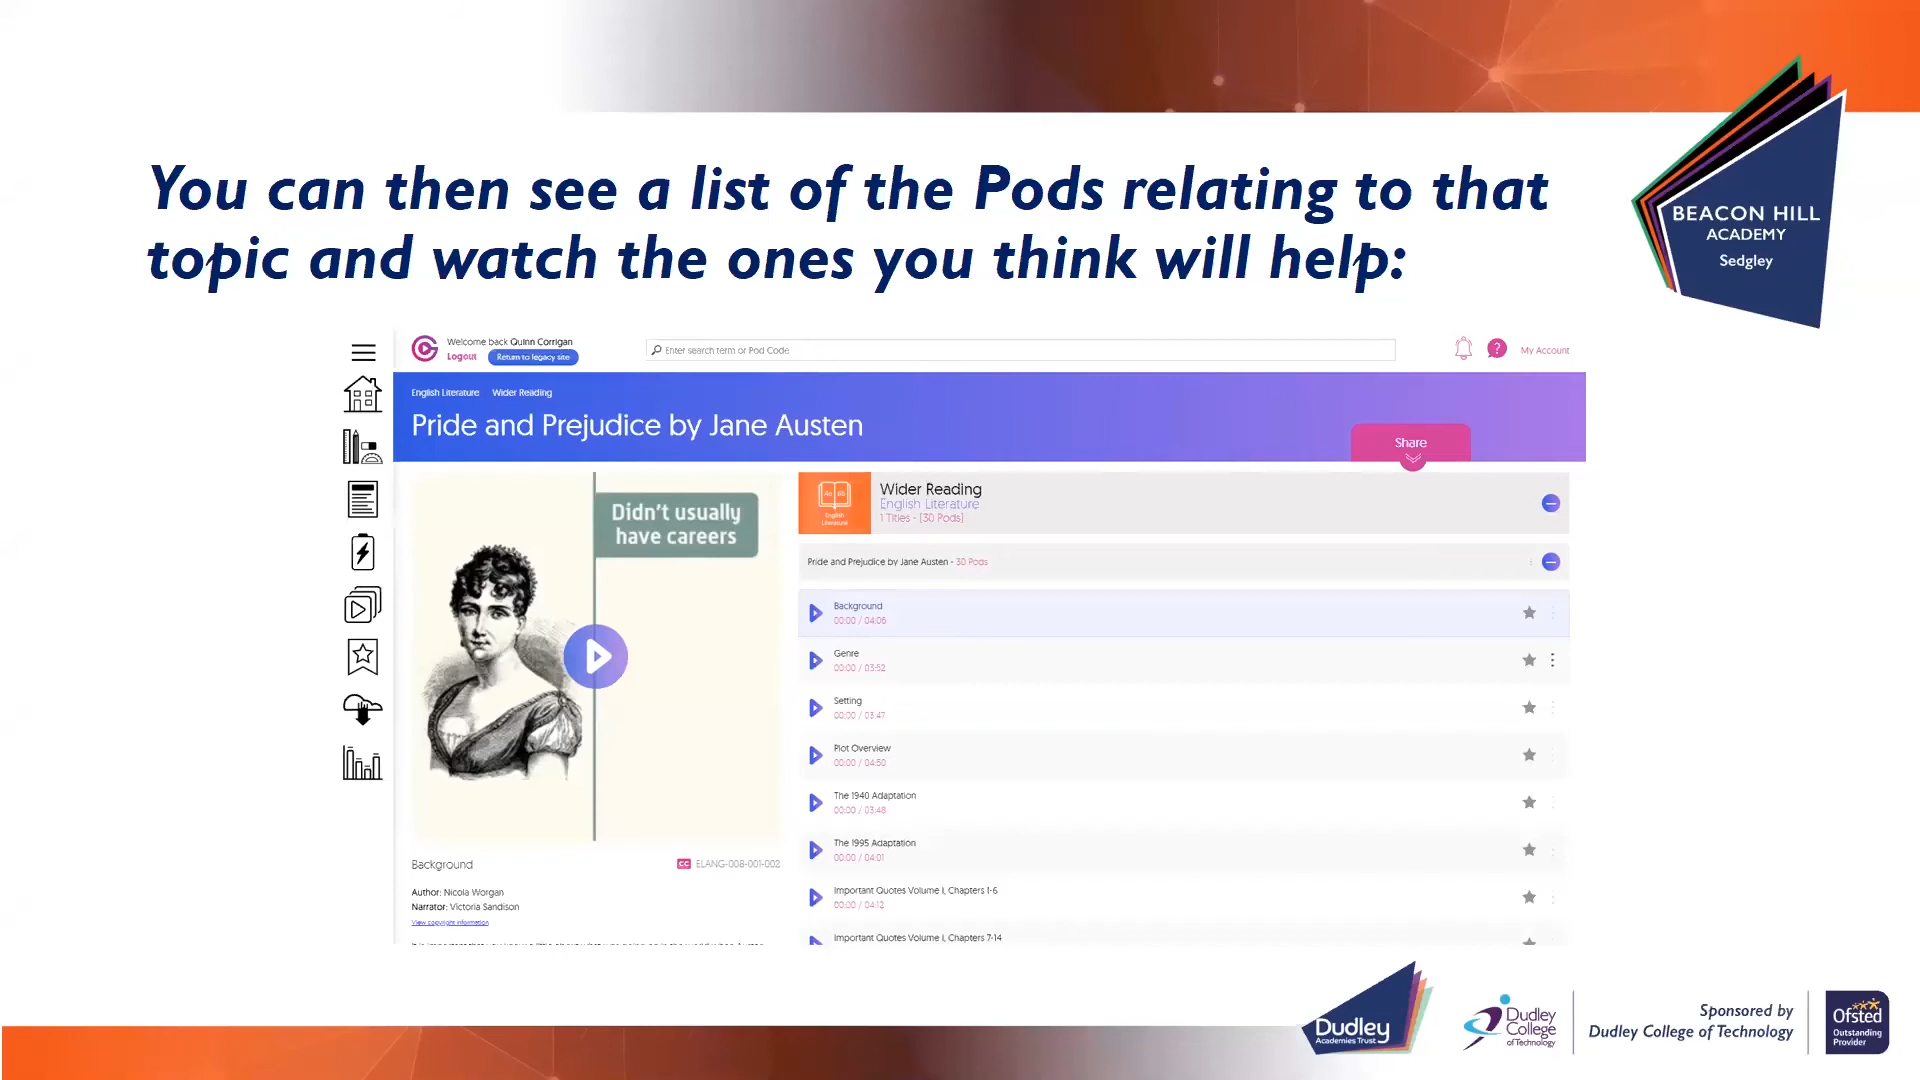 You can then see a list of the Pods relating to that
topic and watch the ones you think will help:
BEACON HILL
ACADEMY
Sedgley
Welcome back Quinn Corrigan
Logout
Return to legacy site
Enter search term or Pod Code
?
My Account
English Literature Wider Reading
Pride and Prejudice by Jane Austen
Share
Didn't usually
have careers
Background
CC ELANG-008-001-002
Author: Nicola Worgan
Narrator: Victoria Sandison
View copyright information
Aa Bb
English
Literature
Wider Reading
English Literature
1 Titles - (30 Pods)
Pride and Prejudice by Jane Austen - 30 Pods
Background
00:00 / 04:06
Genre
00:00 / 03:52
Setting
00:00 / 03:47
Plot Overview
00:00 / 04:50
The 1940 Adaptation
00:00 / 03:48
The 1995 Adaptation
00:00 / 04:01
Important Quotes Volume I, Chapters 1-6
00:00 / 04:12
Important Quotes Volume I, Chapters 7-14
Dudley
Academies Trust
Dudley
College
of Technology
Sponsored by
Dudley College of Technology
Ofsted
Outstanding
Provider